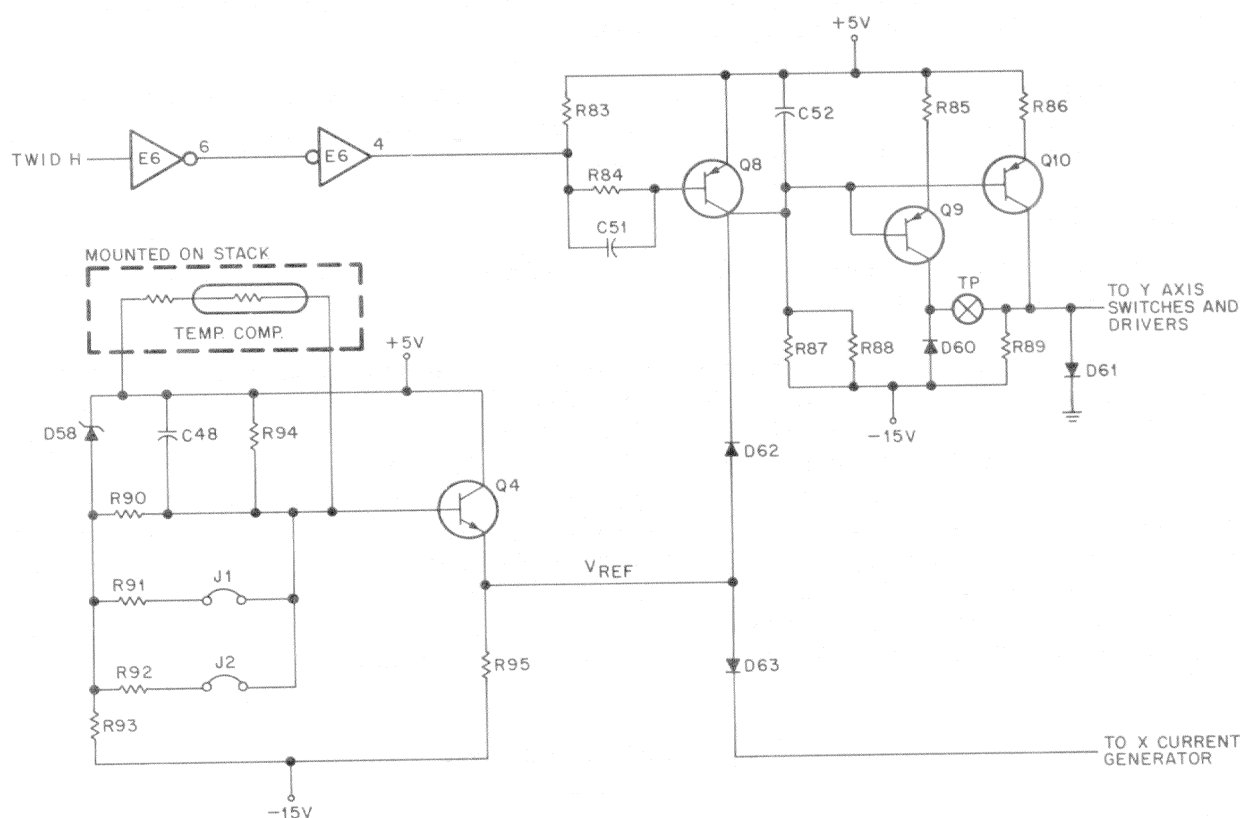 +5V
R83
C52
R85
R86
TWID H
E6
6
E6
4
Q8
Q10
R84
C51
Q9
MOUNTED ON STACK
TEMP. COMP.
TP
TO Y AXIS
SWITCHES AND
DRIVERS
+5V
R87
R88
D60
R89
D61
-15V
D58
C48
R94
D62
R90
Q4
VREF
R91
J1
R92
J2
R95
D63
R93
TO X CURRENT
GENERATOR
-15V